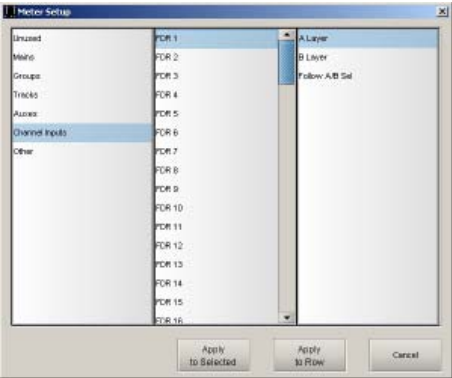 Meter Setup
Unused
Mains
Groups
Tracks
Auxes
Channel Inputs
Other
FDR 1
FDR 2
FDR 3
FDR 4
FDR 5
FDR 6
FDR 7
FDR 8
FDR 9
FDR 10
FDR 11
FDR 12
FDR 13
FDR 14
FDR 15
FDR 16
A Layer
B Layer
Follow A/B Sel
Apply
to Selected
Apply
to Row
Cancel